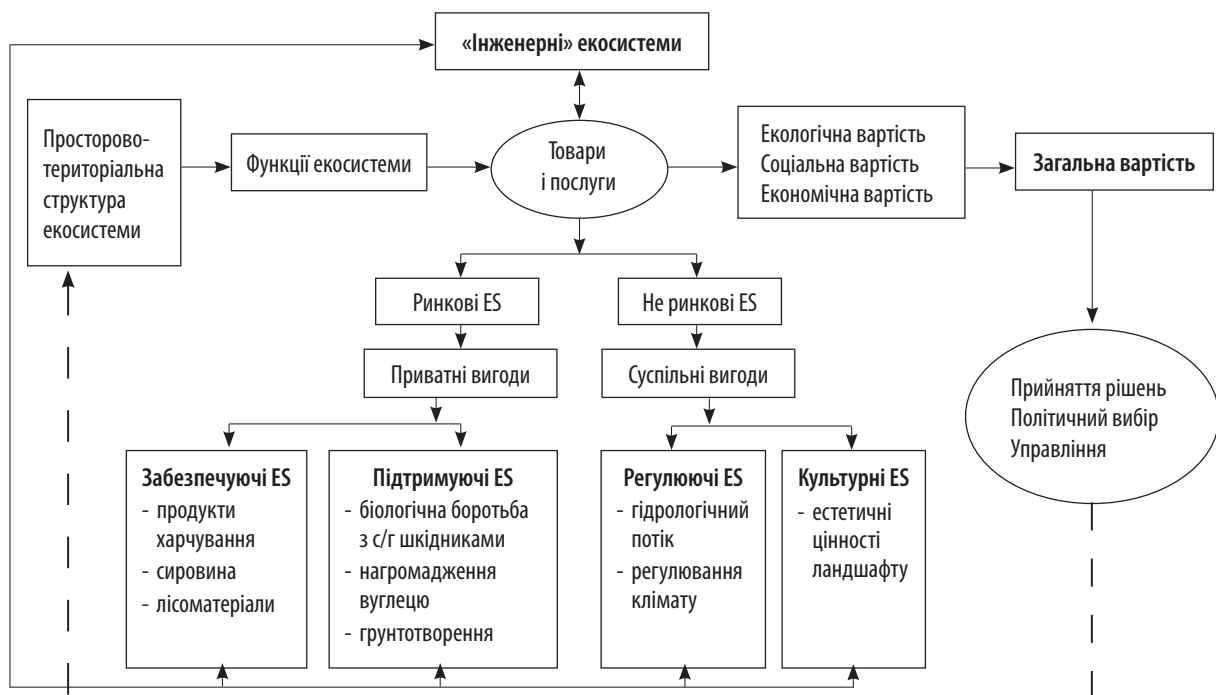 «Інженерні» екосистеми
Просторово-
територіальна
структура
екосистеми
Функції екосистеми
Товари
і послуги
Екологічна вартість
Соціальна вартість
Економічна вартість
Загальна вартість
Ринкові ES
Не ринкові ES
Приватні вигоди
Суспільні вигоди
Прийняття рішень
Політичний вибір
Управління
Забезпечуючі ES
- продукти
харчування
- сировина
- лісоматеріали
Підтримуючі ES
- біологічна боротьба
з с/г шкідниками
- нагромадження
вуглецю
- грунтотворення
Регулюючі ES
- гідрологічний
потік
- регулювання
клімату
Культурні ES
- естетичні
цінності
ландшафту